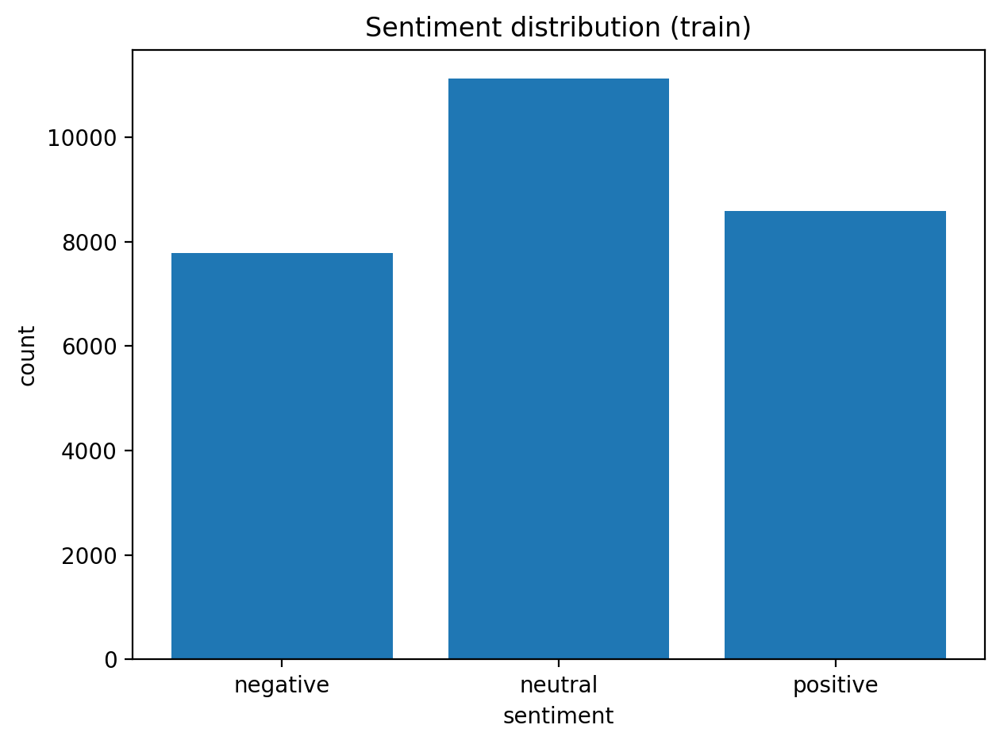 Sentiment distribution (train)
10000
8000
6000
4000
2000
0
count
negative neutral positive
sentiment